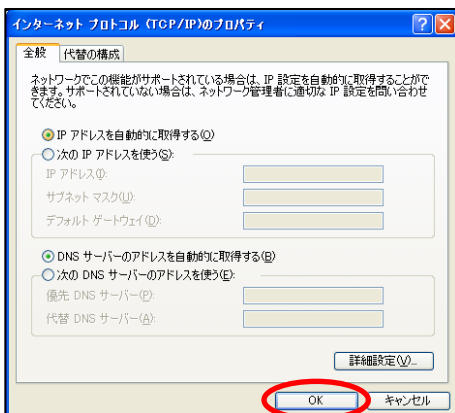 インターネット プロトコル (TCP/IP)のプロパティ
全般
代替の構成
ネットワークでこの機能がサポートされている場合は、IP 設定を自動的に取得することがで
きます。サポートされていない場合は、ネットワーク管理者に適切な IP 設定を問い合わせ
てください。
IP アドレスを自動的に取得する(O)
次の IP アドレスを使う(S):
IP アドレス(I):
サブネット マスク(U):
デフォルト ゲートウェイ(D):
DNS サーバーのアドレスを自動的に取得する(B)
次の DNS サーバーのアドレスを使う(E):
優先 DNS サーバー(P):
代替 DNS サーバー(A):
詳細設定(V)...
OK
キャンセル